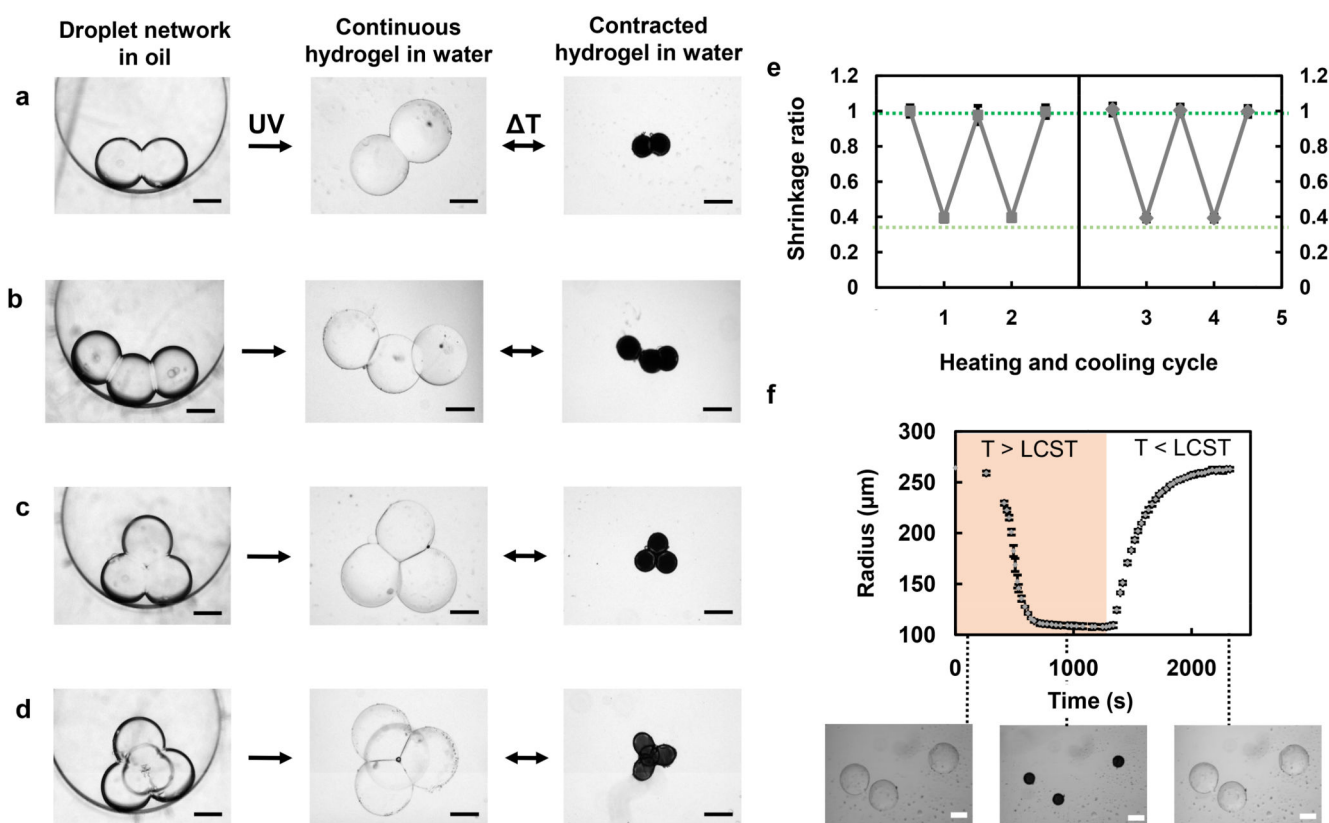 Droplet network
in oil
Continuous
hydrogel in water
Contracted
hydrogel in water
a
UV
ΔT
b
c
d
e
1.2
1
0.8
0.6
0.4
0.2
0
Shrinkage ratio
1.2
1
0.8
0.6
0.4
0.2
0
1 2 3 4 5
Heating and cooling cycle
f
T > LCST T < LCST
300
250
200
150
100
Radius (µm)
0 1000 2000
Time (s)